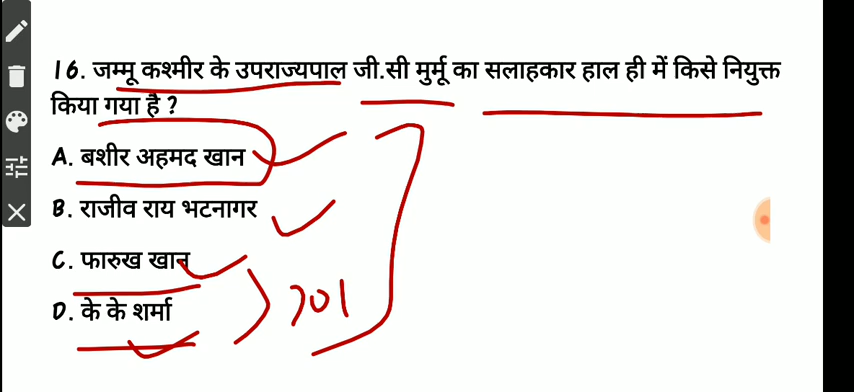 16. जम्मू कश्मीर के उपराज्यपाल जी.सी मुर्मू का सलाहकार हाल ही में किसे नियुक्त
किया गया है ?
A. बशीर अहमद खान
B. राजीव राय भटनागर
C. फारुख खान
D. के के शर्मा